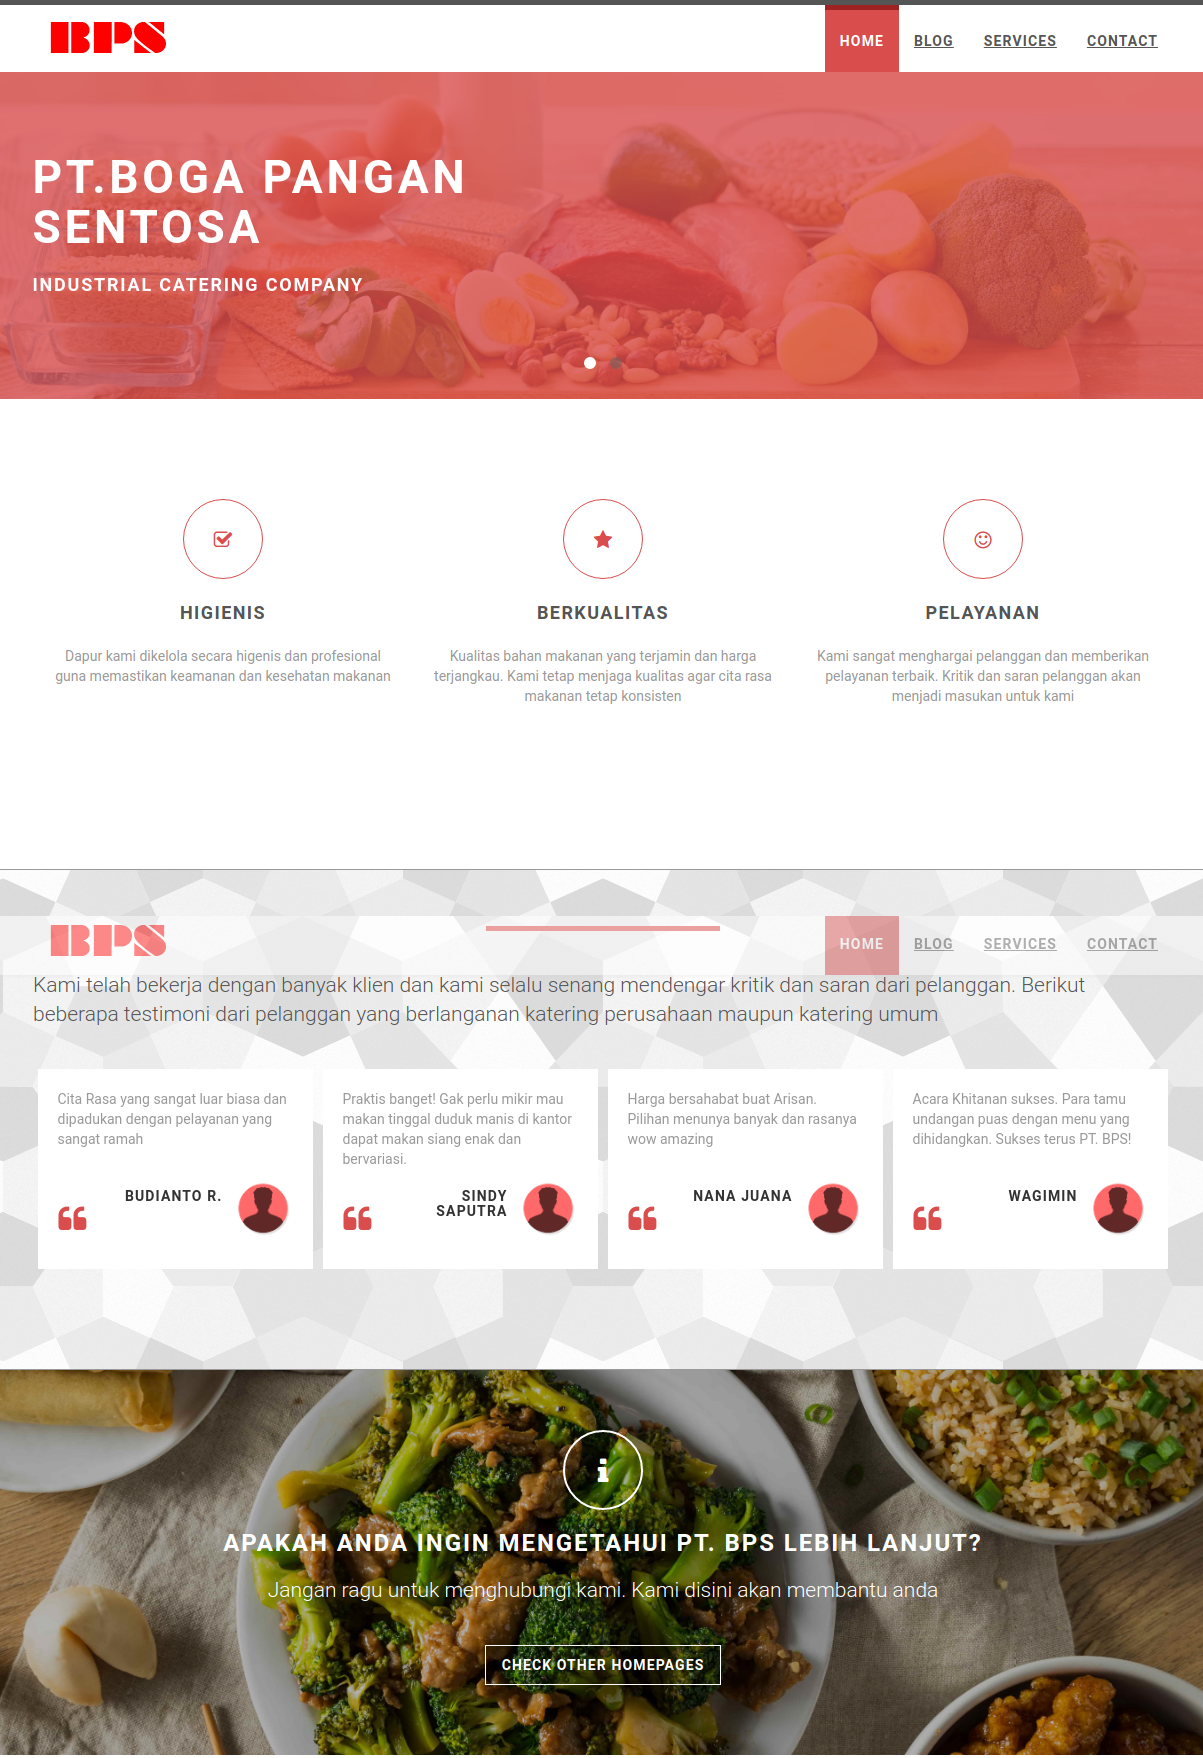 BPS
HOME BLOG SERVICES CONTACT
PT.BOGA PANGAN
SENTOSA
INDUSTRIAL CATERING COMPANY
HIGIENIS
Dapur kami dikelola secara higenis dan profesional
guna memastikan keamanan dan kesehatan makanan
BERKUALITAS
Kualitas bahan makanan yang terjamin dan harga
terjangkau. Kami tetap menjaga kualitas agar cita rasa
makanan tetap konsisten
PELAYANAN
Kami sangat menghargai pelanggan dan memberikan
pelayanan terbaik. Kritik dan saran pelanggan akan
menjadi masukan untuk kami
BPS
HOME BLOG SERVICES CONTACT
Kami telah bekerja dengan banyak klien dan kami selalu senang mendengar kritik dan saran dari pelanggan. Berikut
beberapa testimoni dari pelanggan yang berlanganan katering perusahaan maupun katering umum
Cita Rasa yang sangat luar biasa dan
dipadukan dengan pelayanan yang
sangat ramah
BUDIANTO R.
Praktis banget! Gak perlu mikir mau
makan tinggal duduk manis di kantor
dapat makan siang enak dan
bervariasi.
SINDY
SAPUTRA
Harga bersahabat buat Arisan.
Pilihan menunya banyak dan rasanya
wow amazing
NANA JUANA
Acara Khitanan sukses. Para tamu
undangan puas dengan menu yang
dihidangkan. Sukses terus PT. BPS!
WAGIMIN
APAKAH ANDA INGIN MENGETAHUI PT. BPS LEBIH LANJUT?
Jangan ragu untuk menghubungi kami. Kami disini akan membantu anda
CHECK OTHER HOMEPAGES